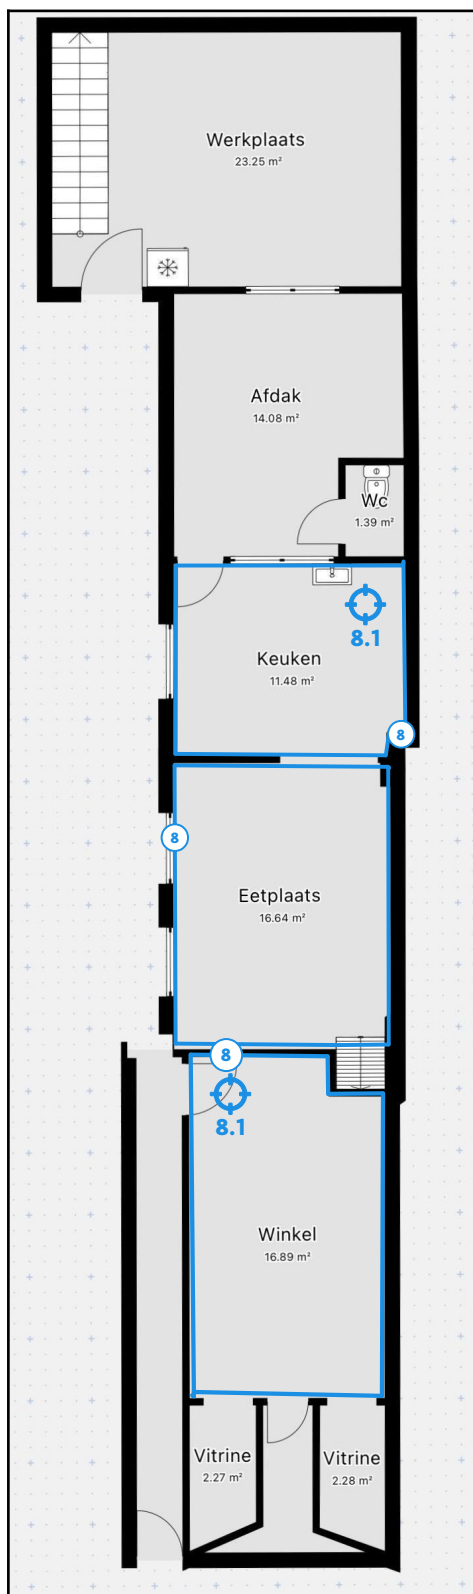 Werkplaats
23.25 m²
Afdak
14.08 m²
Wc
1.39 m²
8.1
Keuken
11.48 m²
8
8
Eetplaats
16.64 m²
8
8.1
Winkel
16.89 m²
Vitrine
2.27 m²
Vitrine
2.28 m²